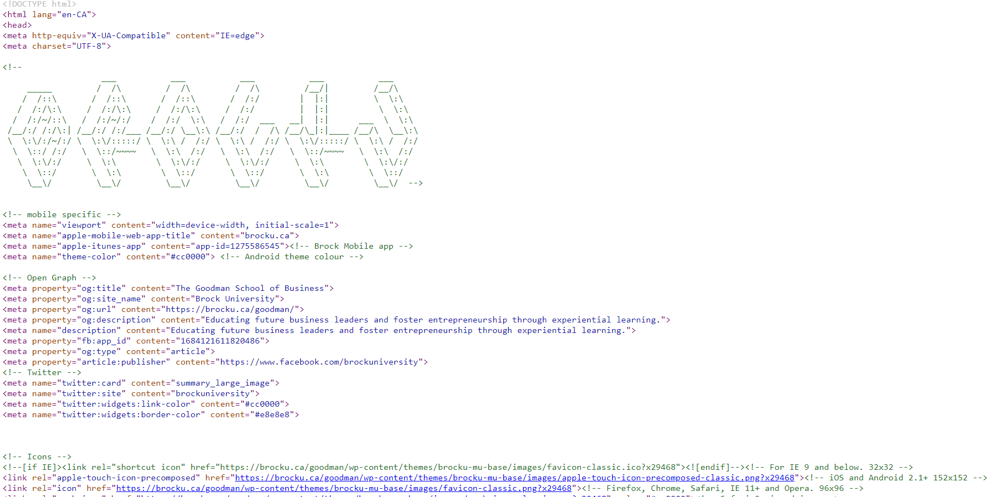 <!DOCTYPE html>
<html lang="en-CA">
<head>
<meta http-equiv="X-UA-Compatible" content="IE=edge">
<meta charset="UTF-8">

<!--
                    ___           ___           ___           ___           ___
     _____         /  /\         /  /\         /  /\         /__/|         /__/\
    /  /::\       /  /::\       /  /::\       /  /:/        |  |:|         \  \:\
   /  /:/\:\     /  /:/\:\     /  /:/\:\     /  /:/         |  |:|          \  \:\
  /  /:/~/::\   /  /:/~/:/    /  /:/  \:\   /  /:/  ___   __|  |:|      ___  \  \:\
 /__/:/ /:/\:| /__/:/ /:/___ /__/:/ \__\:\ /__/:/  /  /\ /__/\_|:|____ /__/\  \__\:\
 \  \:\/:/~/:/ \  \:\/:::::/ \  \:\ /  /:/ \  \:\ /  /:/ \  \:\/:::::/ \  \:\ /  /:/
  \  \::/ /:/   \  \::/~~~~   \  \:\  /:/   \  \:\  /:/   \  \::/~~~~   \  \:\  /:/
   \  \:\/:/     \  \:\        \  \:\/:/     \  \:\/:/     \  \:\        \  \:\/:/
    \  \::/       \  \:\        \  \::/       \  \::/       \  \:\        \  \::/
     \__\/         \__\/         \__\/         \__\/         \__\/         \__\/  -->

<!-- mobile specific -->
<meta name="viewport" content="width=device-width, initial-scale=1">
<meta name="apple-mobile-web-app-title" content="brocku.ca">
<meta name="apple-itunes-app" content="app-id=1275586545"><!-- Brock Mobile app -->
<meta name="theme-color" content="#cc0000"> <!-- Android theme colour -->

<!-- Open Graph -->
<meta property="og:title" content="The Goodman School of Business">
<meta property="og:site_name" content="Brock University">
<meta property="og:url" content="https://brocku.ca/goodman/">
<meta property="og:description" content="Educating future business leaders and foster entrepreneurship through experiential learning.">
<meta name="description" content="Educating future business leaders and foster entrepreneurship through experiential learning.">
<meta property="fb:app_id" content="1684121611820486">
<meta property="og:type" content="article">
<meta property="article:publisher" content="https://www.facebook.com/brockuniversity">
<!-- Twitter -->
<meta name="twitter:card" content="summary_large_image">
<meta name="twitter:site" content="brockuniversity">
<meta name="twitter:widgets:link-color" content="#cc0000">
<meta name="twitter:widgets:border-color" content="#e8e8e8">

<!-- Icons -->
<!--[if IE]><link rel="shortcut icon" href="https://brocku.ca/goodman/wp-content/themes/brocku-mu-base/images/favicon-classic.ico?x29468"><![endif]--><!-- For IE 9 and below. 32x32 -->
<link rel="apple-touch-icon-precomposed" href="https://brocku.ca/goodman/wp-content/themes/brocku-mu-base/images/apple-touch-icon-precomposed-classic.png?x29468"><!-- iOS and Android 2.1+ 152x152 -->
<link rel="icon" href="https://brocku.ca/goodman/wp-content/themes/brocku-mu-base/images/favicon-classic.png?x29468"><!-- Firefox, Chrome, Safari, IE 11+ and Opera. 96x96 -->